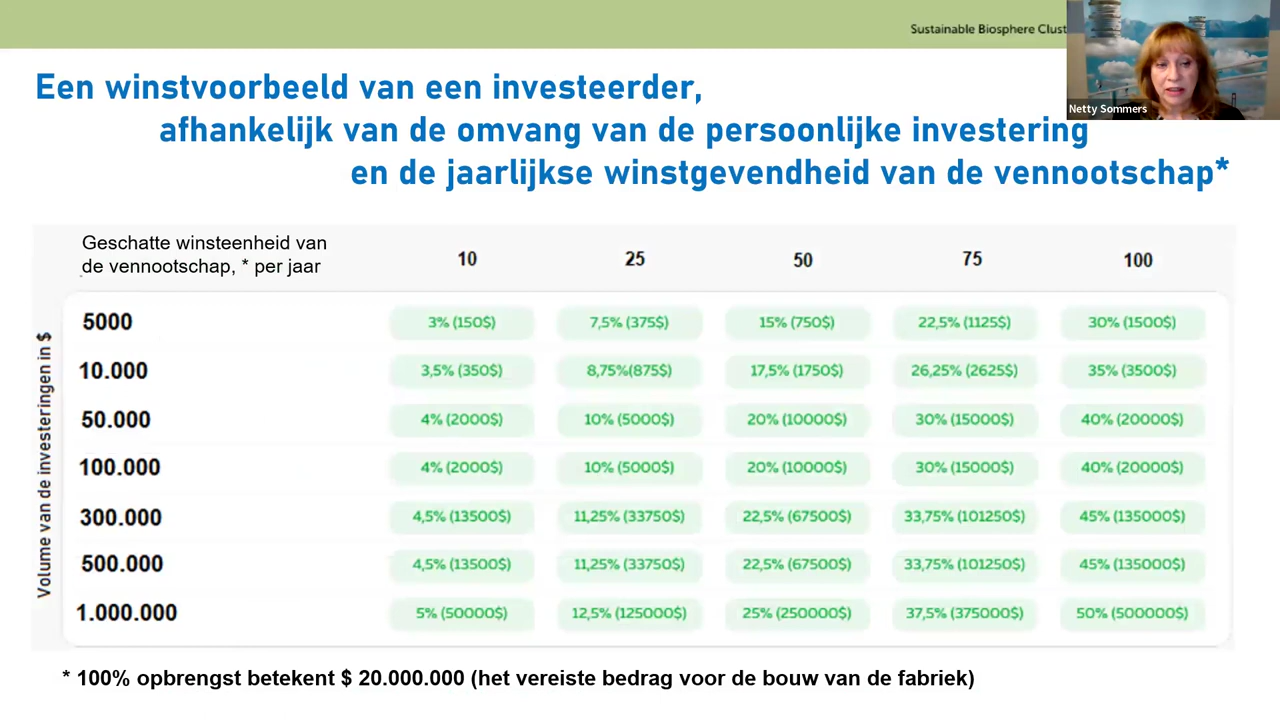 Sustainable Biosphere Clust
Netty Sommers
Een winstvoorbeeld van een investeerder,
afhankelijk van de omvang van de persoonlijke investering
en de jaarlijkse winstgevendheid van de vennootschap*
Geschatte winsteenheid van
de vennootschap, * per jaar
10 25 50 75 100
Volume van de investeringen in $
5000 3% (150$) 7,5% (375$) 15% (750$) 22,5% (1125$) 30% (1500$)
10.000 3,5% (350$) 8,75%(875$) 17,5% (1750$) 26,25% (2625$) 35% (3500$)
50.000 4% (2000$) 10% (5000$) 20% (10000$) 30% (15000$) 40% (20000$)
100.000 4% (2000$) 10% (5000$) 20% (10000$) 30% (15000$) 40% (20000$)
300.000 4,5% (13500$) 11,25% (33750$) 22,5% (67500$) 33,75% (101250$) 45% (135000$)
500.000 4,5% (13500$) 11,25% (33750$) 22,5% (67500$) 33,75% (101250$) 45% (135000$)
1.000.000 5% (50000$) 12,5% (125000$) 25% (250000$) 37,5% (375000$) 50% (500000$)
* 100% opbrengst betekent $ 20.000.000 (het vereiste bedrag voor de bouw van de fabriek)